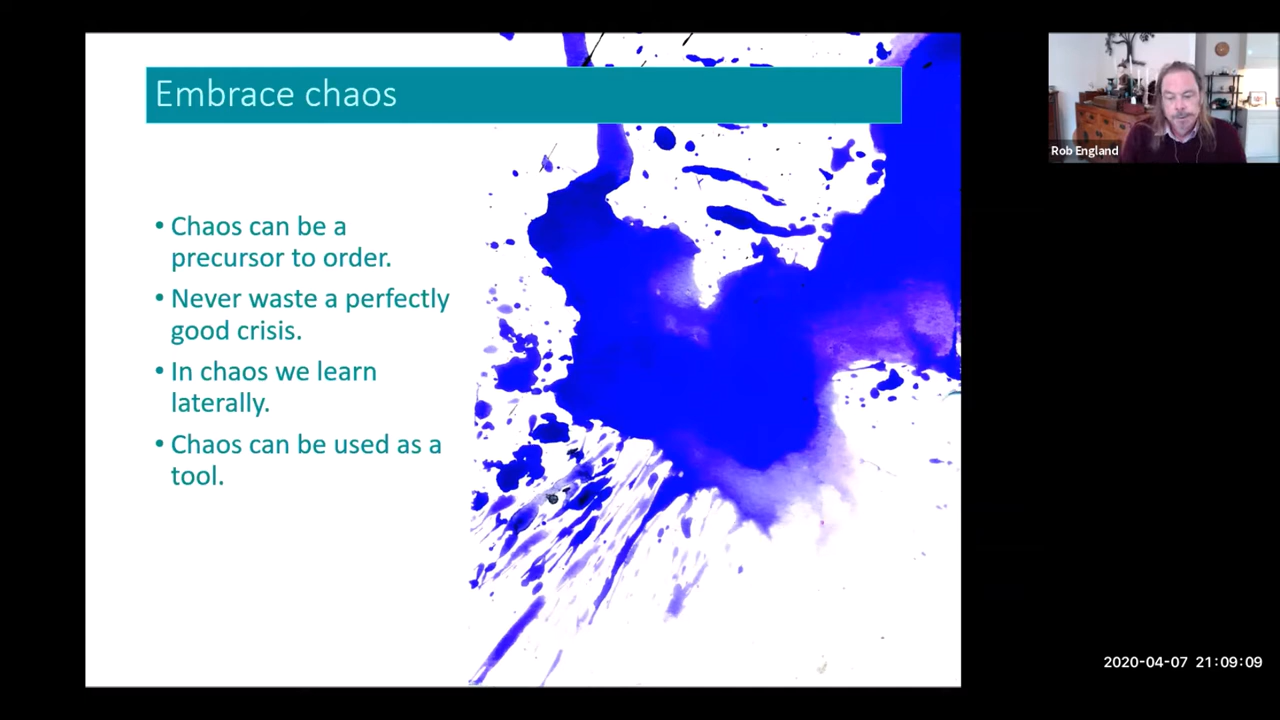 Embrace chaos
• Chaos can be a
precursor to order.
• Never waste a perfectly
good crisis.
• In chaos we learn
laterally.
• Chaos can be used as a
tool.
Rob England
2020-04-07 21:09:09